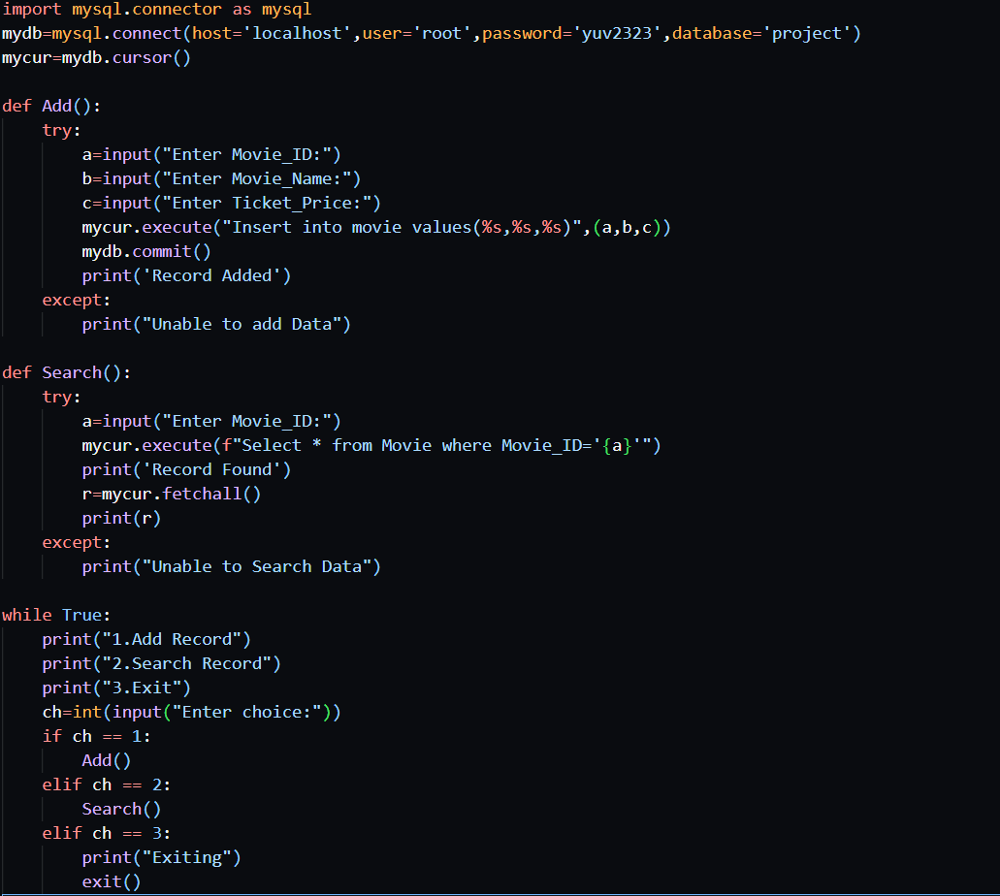 import mysql.connector as mysql
mydb=mysql.connect(host='localhost',user='root',password='yuv2323',database='project')
mycur=mydb.cursor()

def Add():
    try:
        a=input("Enter Movie_ID:")
        b=input("Enter Movie_Name:")
        c=input("Enter Ticket_Price:")
        mycur.execute("Insert into movie values(%s,%s,%s)",(a,b,c))
        mydb.commit()
        print('Record Added')
    except:
        print("Unable to add Data")

def Search():
    try:
        a=input("Enter Movie_ID:")
        mycur.execute(f"Select * from Movie where Movie_ID='{a}'")
        print('Record Found')
        r=mycur.fetchall()
        print(r)
    except:
        print("Unable to Search Data")

while True:
    print("1.Add Record")
    print("2.Search Record")
    print("3.Exit")
    ch=int(input("Enter choice:"))
    if ch == 1:
        Add()
    elif ch == 2:
        Search()
    elif ch == 3:
        print("Exiting")
        exit()